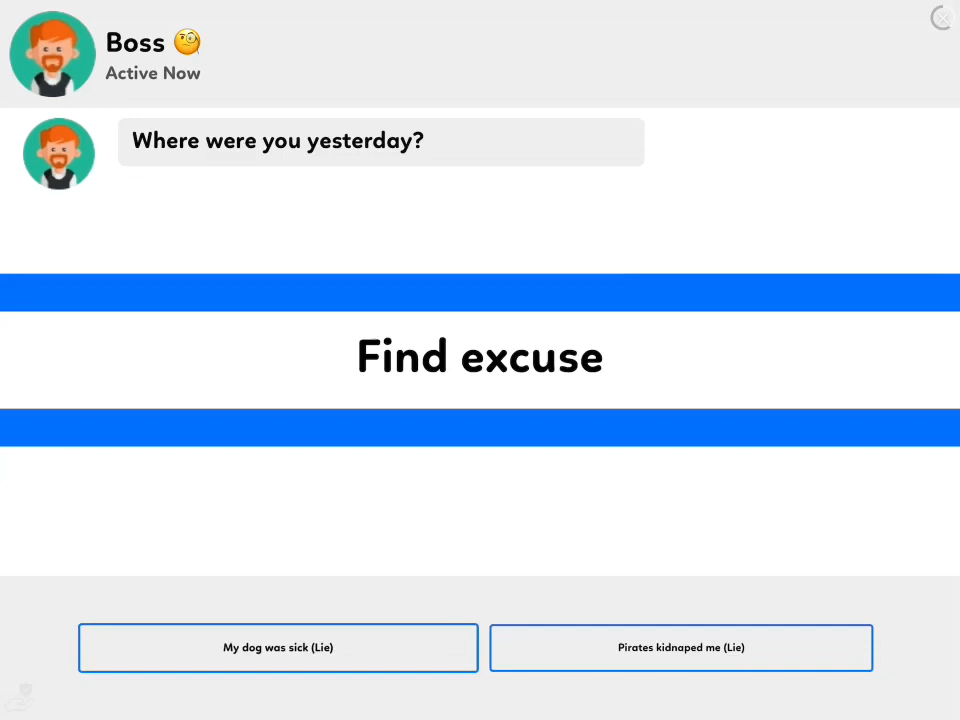 Boss 🧐
Active Now
Where were you yesterday?
Find excuse
My dog was sick (Lie)
Pirates kidnaped me (Lie)